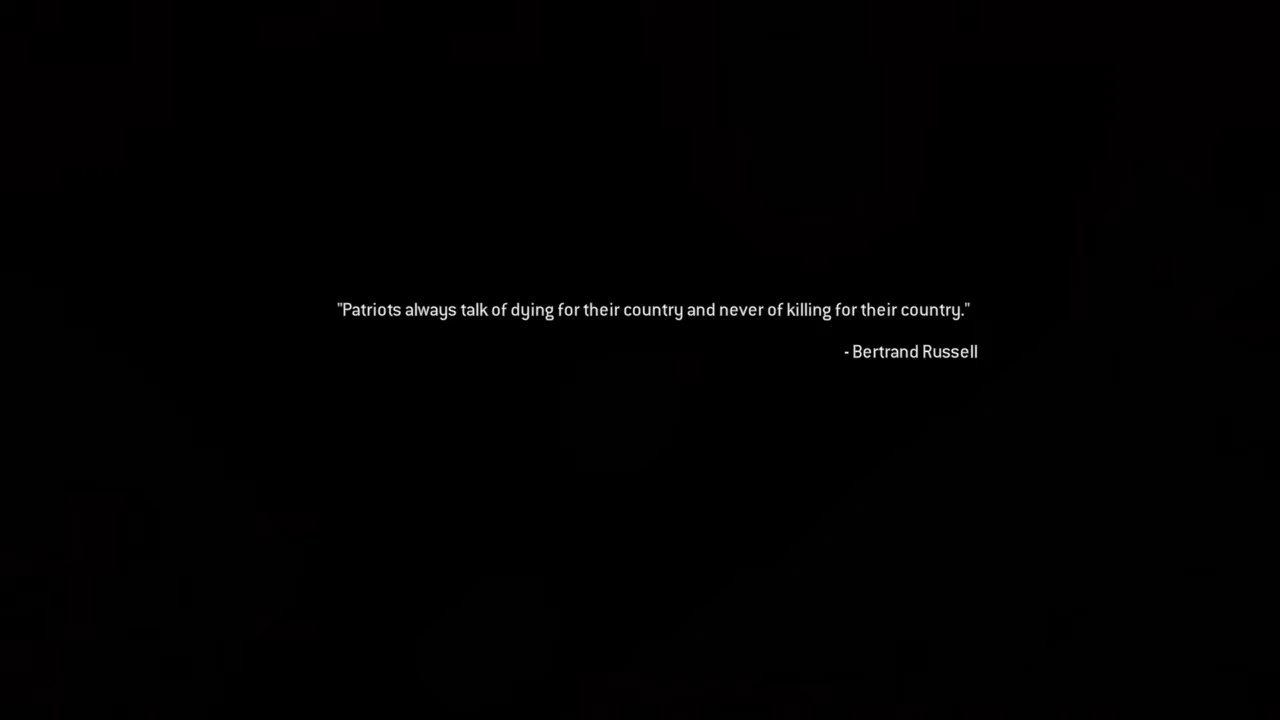 "Patriots always talk of dying for their country and never of killing for their country."
- Bertrand Russell